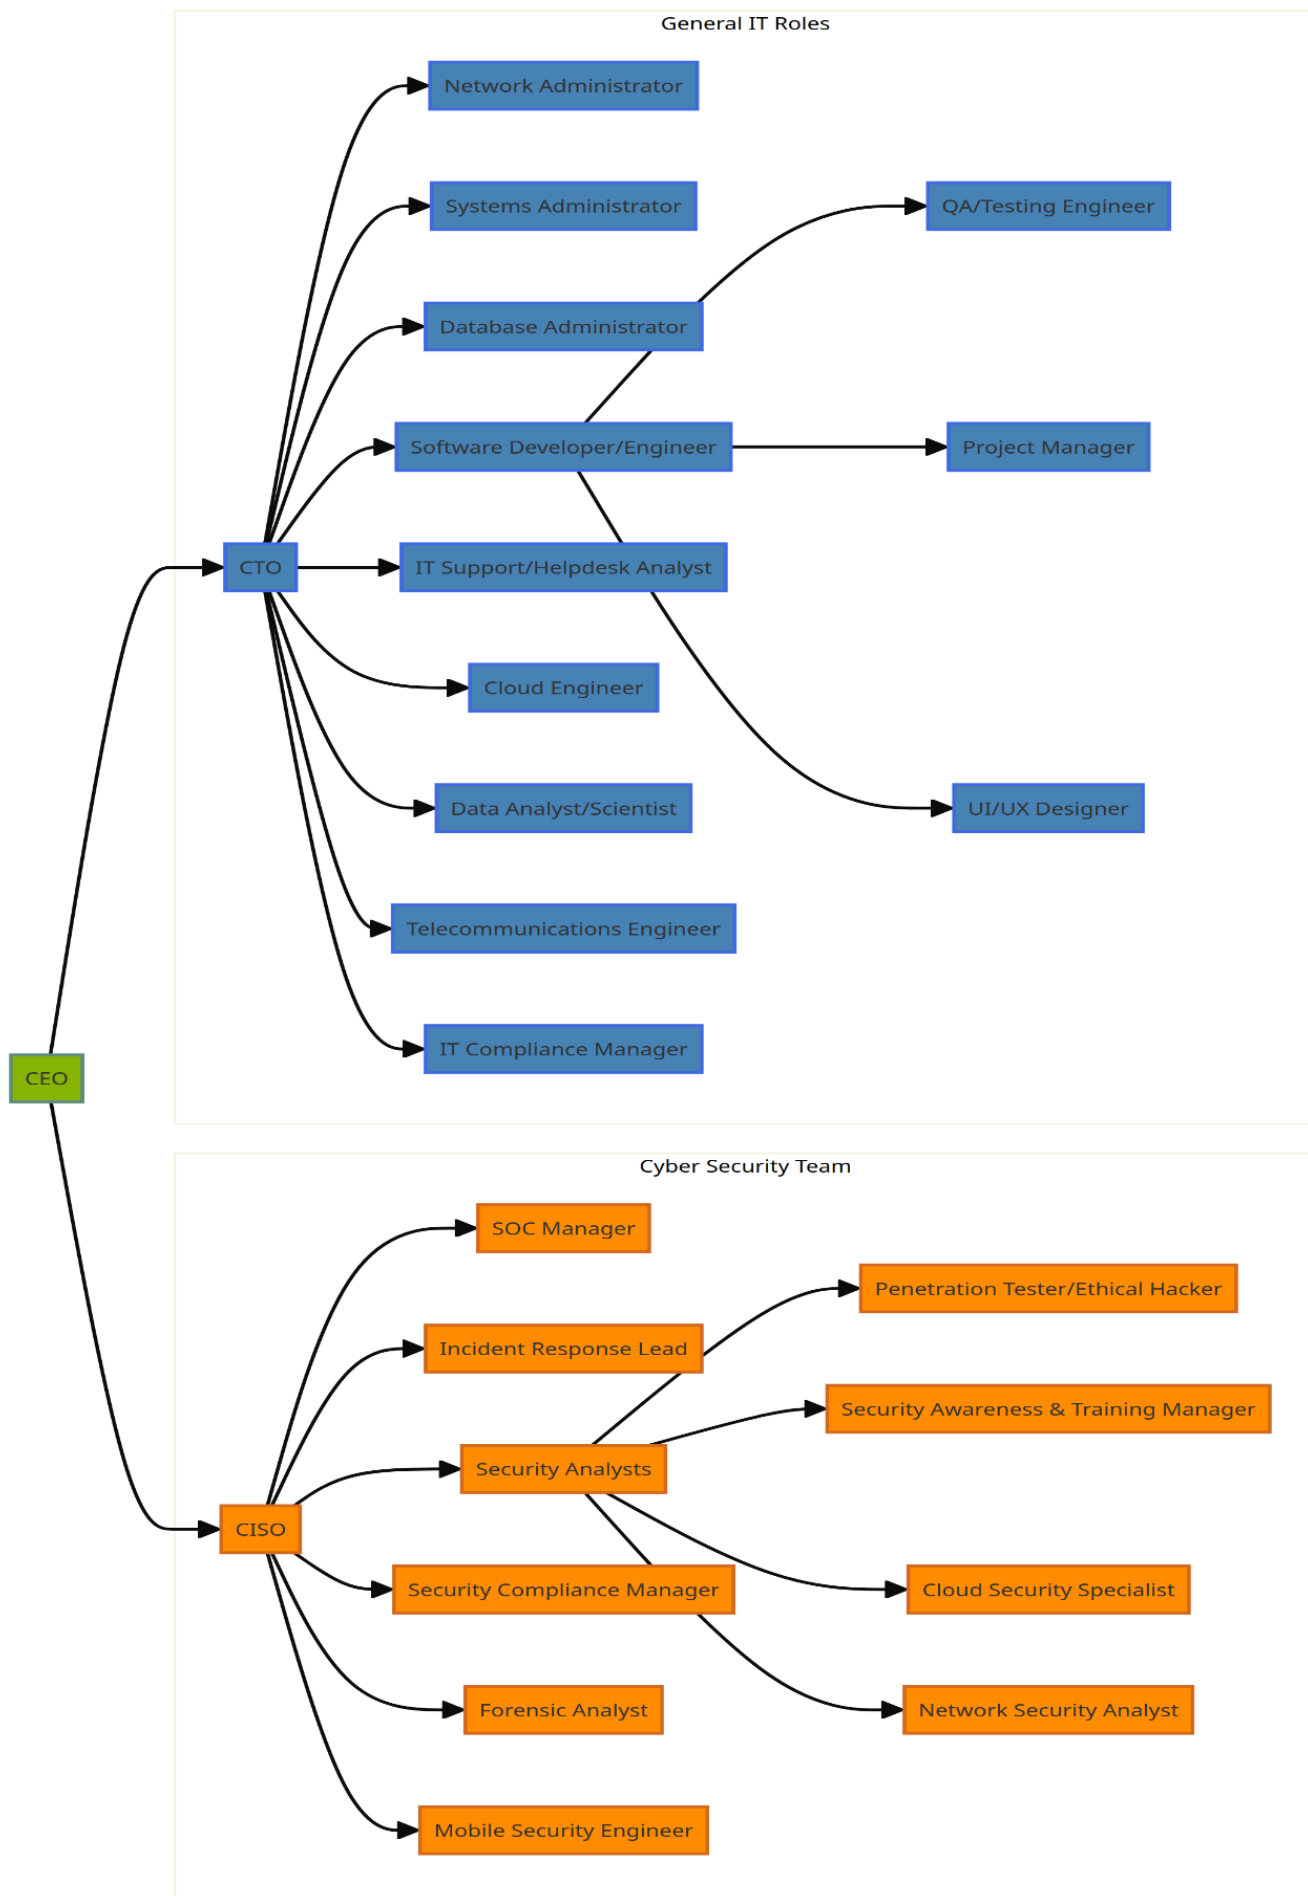 General IT Roles
Network Administrator
Systems Administrator
QA/Testing Engineer
Database Administrator
Software Developer/Engineer
Project Manager
CTO
IT Support/Helpdesk Analyst
Cloud Engineer
Data Analyst/Scientist
UI/UX Designer
Telecommunications Engineer
IT Compliance Manager
CEO
Cyber Security Team
SOC Manager
Penetration Tester/Ethical Hacker
Incident Response Lead
Security Awareness & Training Manager
Security Analysts
CISO
Security Compliance Manager
Cloud Security Specialist
Forensic Analyst
Network Security Analyst
Mobile Security Engineer